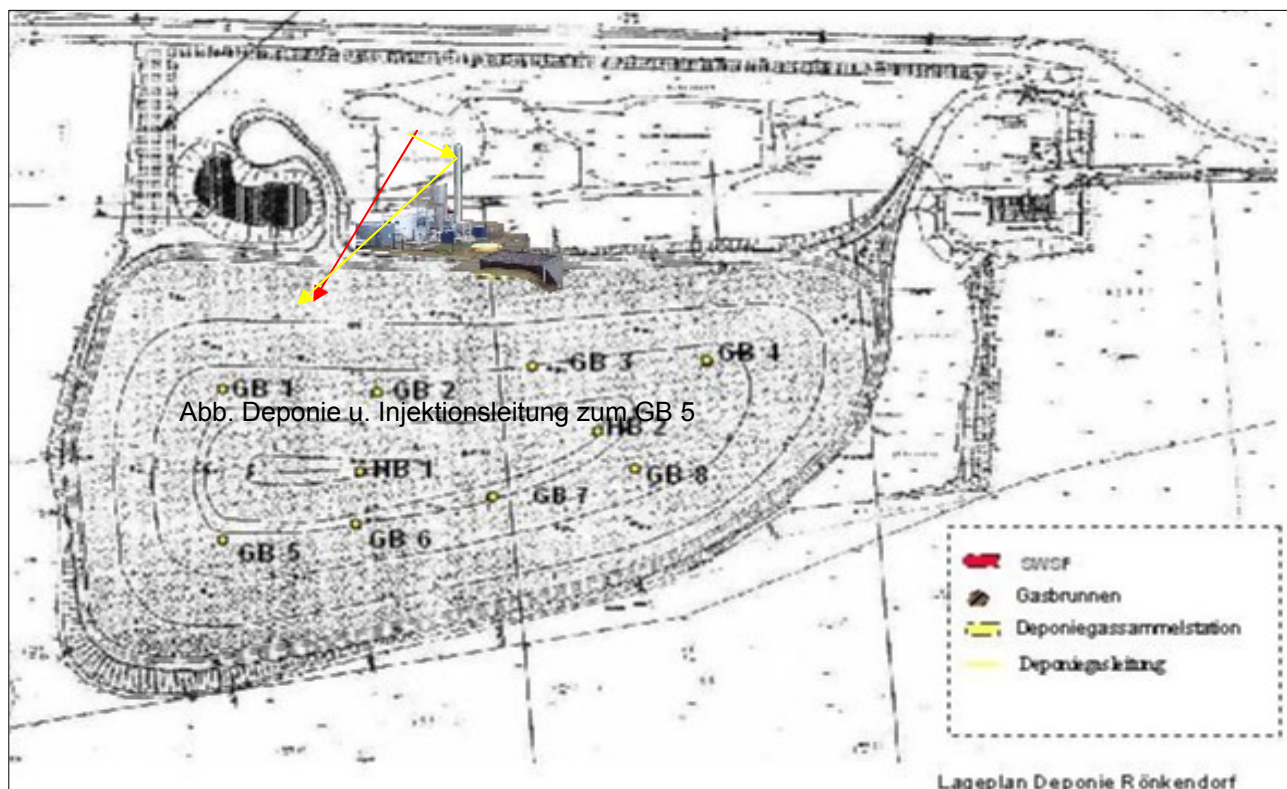 GB 3
GB 4
GB 1
GB 2
Abb. Deponie u. Injektionsleitung zum GB 5
HB 2
HB 1
GB 8
GB 7
GB 6
GB 5
SWSF
Gasbrunnen
Deponiegassammelstation
Deponiegasleitung
Lageplan Deponie Rönkendorf